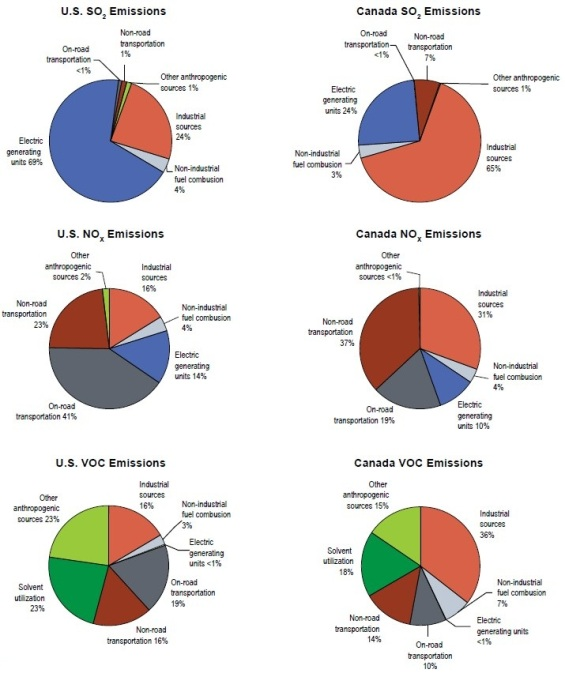 U.S. SO2 Emissions
On-road
transportation
<1%
Non-road
transportation
1%
Other anthropogenic
sources 1%
Industrial
sources
24%
Non-industrial
fuel combusion
4%
Electric
generating
units 69%
Canada SO2 Emissions
On-road
transportation
<1%
Non-road
transportation
7%
Other anthropogenic
sources 1%
Electric
generating
units 24%
Non-industrial
fuel combusion
3%
Industrial
sources
65%
U.S. NOX Emissions
Other
anthropogenic
sources 2%
Industrial
sources
16%
Non-road
transportation
23%
Non-industrial
fuel combusion
4%
Electric
generating
units 14%
On-road
transportation 41%
Canada NOX Emissions
Other
anthropogenic
sources <1%
Industrial
sources
31%
Non-road
transportation
37%
Non-industrial
fuel combusion
4%
On-road
transportation 19%
Electric
generating
units 10%
U.S. VOC Emissions
Other
anthropogenic
sources 23%
Industrial
sources
16%
Non-industrial
fuel combusion
3%
Electric
generating
units <1%
On-road
transportation
19%
Solvent
utilization
23%
Non-road
transportation 16%
Canada VOC Emissions
Other
anthropogenic
sources 15%
Industrial
sources
36%
Solvent
utilization
18%
Non-industrial
fuel combusion
7%
Non-road
transportation
14%
On-road
transportation
10%
Electric
generating units
<1%